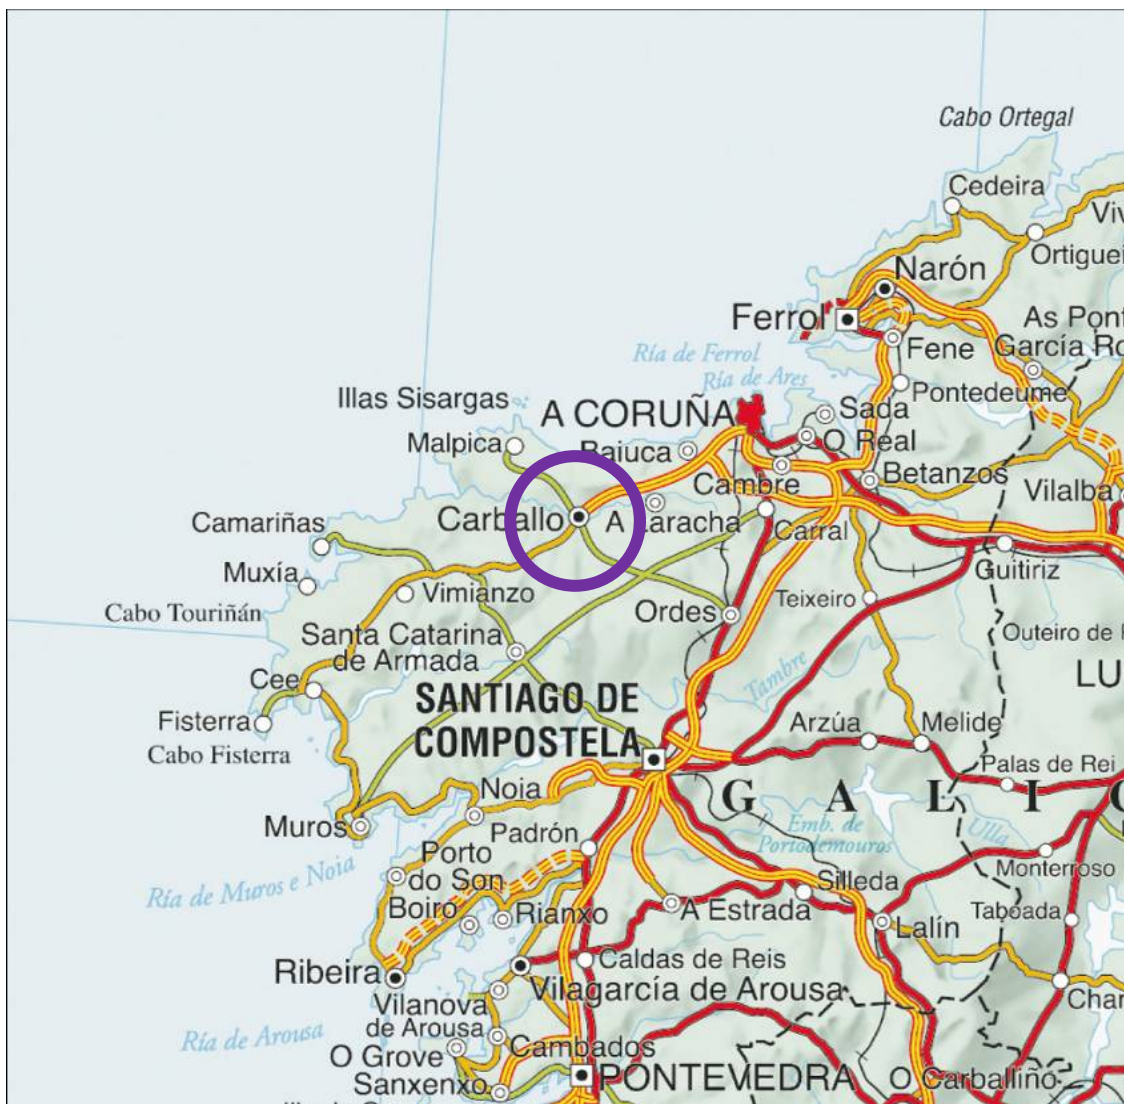 Cabo Ortegal
Cedeira
Ortiguei
Narón
Ferrol
As Pont
Fene
García Ro
Ría de Ferrol
Ría de Ares
Pontedeume
Illas Sisargas
A CORUÑA
Sada
Malpica
Baiuca
O Real
Cambre
Betanzos
Vilalba
Carballo
A Laracha
Carral
Camariñas
Guitiriz
Muxía
Vimianzo
Cabo Touriñán
Ordes
Teixeiro
Santa Catarina
de Armada
Outeiro de
Tambre
LU
Cee
SANTIAGO DE
COMPOSTELA
Fisterra
Cabo Fisterra
Arzúa
Melide
Palas de Rei
Noia
G A L I C
Muros
Padrón
Emb. de
Portodemouros
Ulla
Porto
do Son
Monterroso
Ría de Muros e Noia
Silleda
Boiro
Rianxo
A Estrada
Lalín
Taboada
Ribeira
Caldas de Reis
Vilagarcía de Arousa
Vilanova
de Arousa
Chan
Ría de Arousa
O Grove
Cambados
Sanxenxo
PONTEVEDRA
O Carballiño